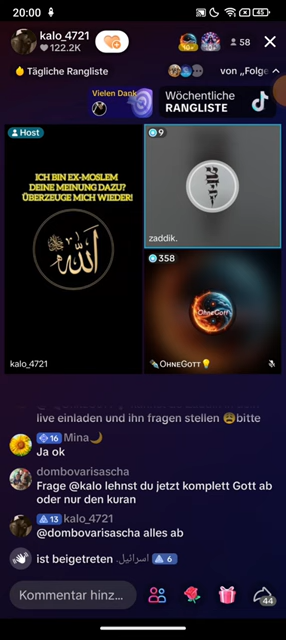 20:00
45
kalo_4721
122.2K
58
Tägliche Rangliste
von „Folge
Vielen Dank
Wöchentliche
RANGLISTE
Host
ICH BIN EX-MOSLEM
DEINE MEINUNG DAZU?
ÜBERZEUGE MICH WIEDER!
الله
kalo_4721
9
zaddik.
358
OhneGott
OHNEGOTT
live einladen und ihn fragen stellen 😩bitte
16 Mina🌙
Ja ok
dombovarisascha
Frage @kalo lehnst du jetzt komplett Gott ab
oder nur den kuran
13 kalo_4721
@dombovarisascha alles ab
ist beigetreten اسرائيل. 6
Kommentar hinz...
44